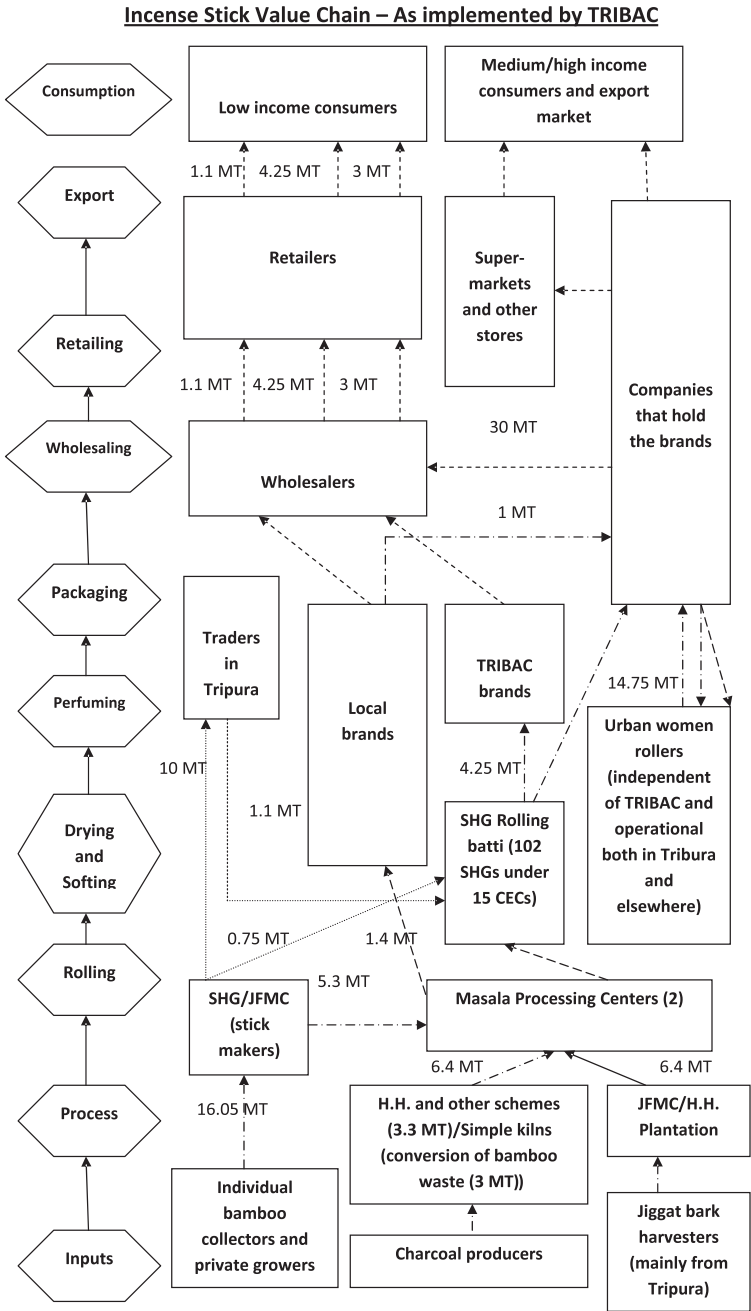 Incense Stick Value Chain – As implemented by TRIBAC
Consumption
Low income consumers
Medium/high income
consumers and export
market
1.1 MT
4.25 MT
3 MT
Export
Retailers
Super-
markets
and other
stores
Companies
that hold
the brands
Retailing
1.1 MT
4.25 MT
3 MT
Wholesaling
Wholesalers
30 MT
1 MT
Packaging
Traders
in
Tripura
Local
brands
TRIBAC
brands
14.75 MT
Perfuming
Urban women
rollers
(independent
of TRIBAC and
operational
both in Tribura
and
elsewhere)
10 MT
4.25 MT
1.1 MT
Drying
and
Softing
SHG Rolling
batti (102
SHGs under
15 CECs)
0.75 MT
1.4 MT
Rolling
5.3 MT
SHG/JFMC
(stick
makers)
Masala Processing Centers (2)
6.4 MT
6.4 MT
Process
16.05 MT
H.H. and other schemes
(3.3 MT)/Simple kilns
(conversion of bamboo
waste (3 MT))
JFMC/H.H.
Plantation
Inputs
Individual
bamboo
collectors and
private growers
Charcoal producers
Jiggat bark
harvesters
(mainly from
Tripura)